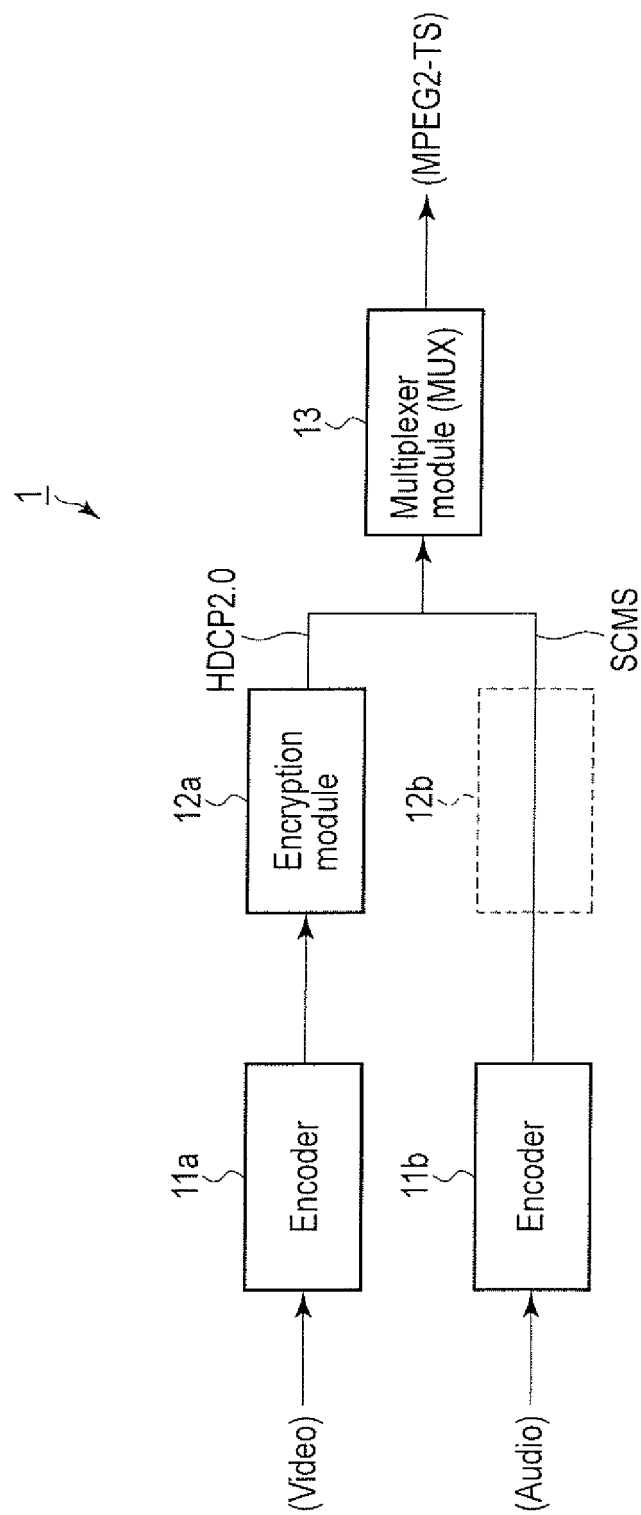 1
(Video)
11a
Encoder
12a
Encryption
module
HDCP2.0
13
Multiplexer
module (MUX)
(MPEG2-TS)
(Audio)
11b
Encoder
12b
SCMS